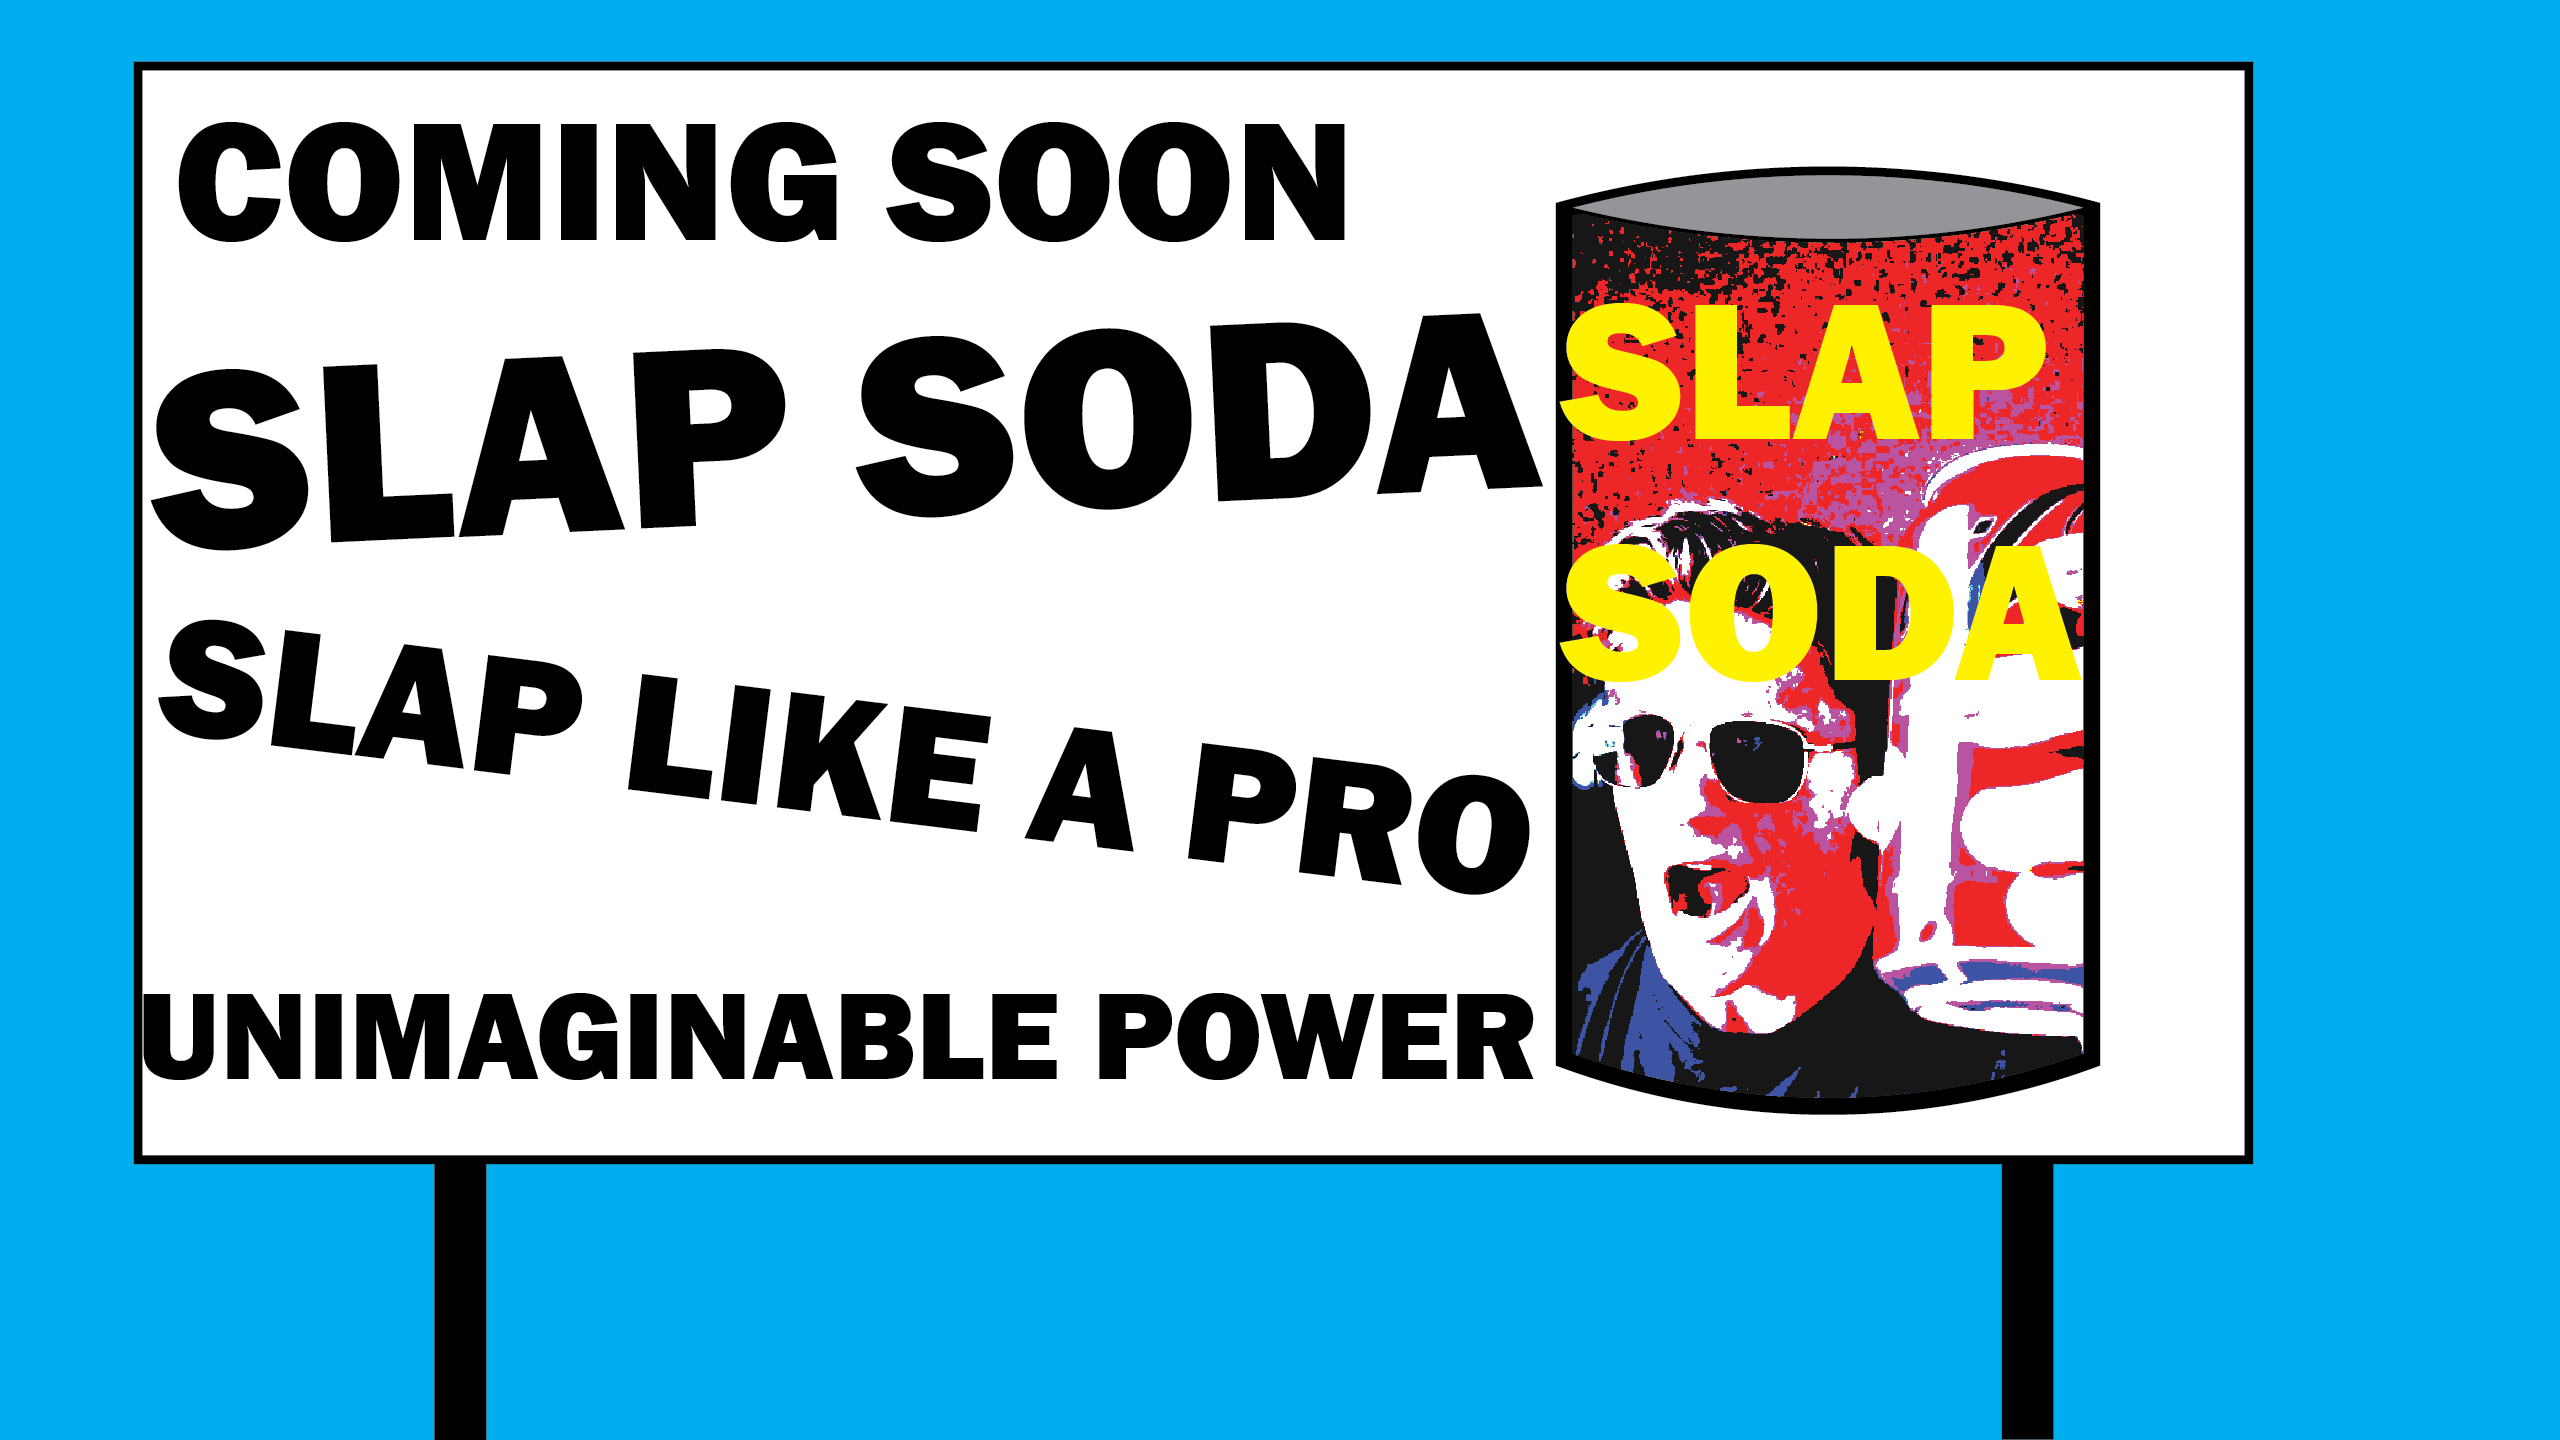 COMING SOON
SLAP SODA
SLAP LIKE A PRO
UNIMAGINABLE POWER
SLAP
SODA